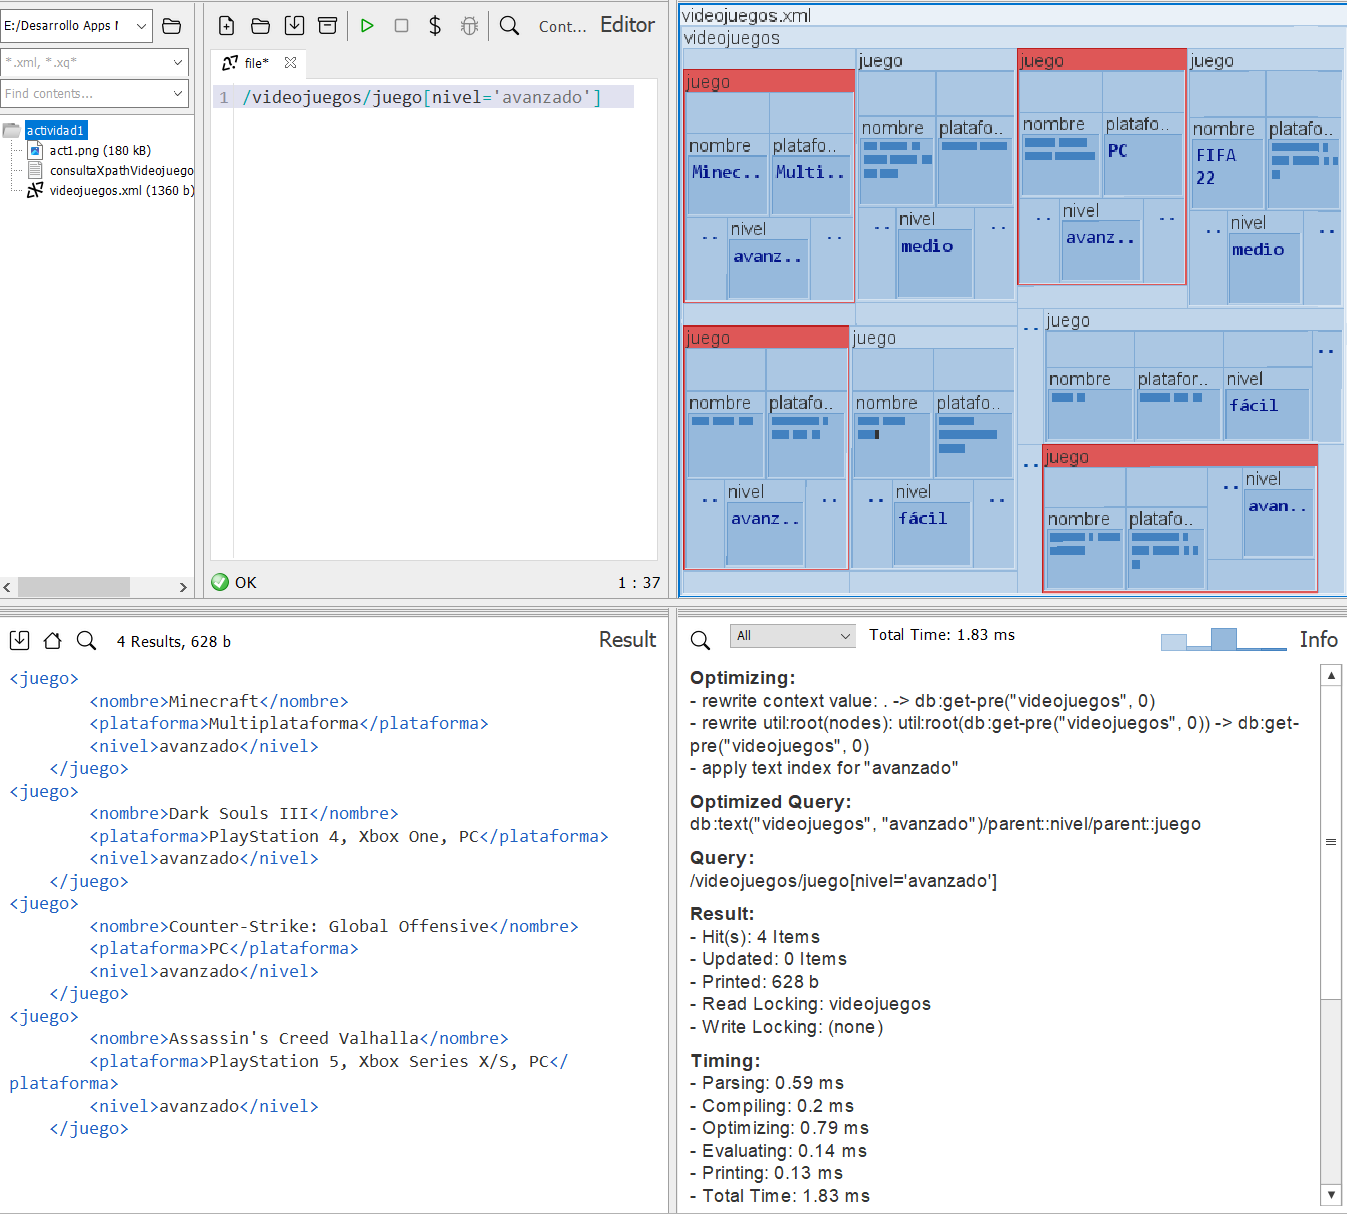 E:/Desarrollo Apps
*.xml, *.xq*
Find contents...
actividad1
act1.png (180 kB)
consultaXpathVideojuego
videojuegos.xml (1360 b)
Cont...
Editor
file*
1 /videojuegos/juego[nivel='avanzado']
OK
1 : 37
videojuegos.xml
videojuegos
juego
nombre
platafo..
Minec..
Multi..
nivel
avanz..
juego
nombre
platafo..
nivel
medio
juego
nombre
platafo..
PC
nivel
avanz..
juego
nombre
platafo..
FIFA
22
nivel
medio
juego
nombre
platafo..
nivel
avanz..
juego
nombre
platafo..
nivel
fácil
juego
nombre
platafor..
nivel
fácil
juego
nombre
platafo..
nivel
avan..
4 Results, 628 b
Result
<juego>
<nombre>Minecraft</nombre>
<plataforma>Multiplataforma</plataforma>
<nivel>avanzado</nivel>
</juego>
<juego>
<nombre>Dark Souls III</nombre>
<plataforma>PlayStation 4, Xbox One, PC</plataforma>
<nivel>avanzado</nivel>
</juego>
<juego>
<nombre>Counter-Strike: Global Offensive</nombre>
<plataforma>PC</plataforma>
<nivel>avanzado</nivel>
</juego>
<juego>
<nombre>Assassin's Creed Valhalla</nombre>
<plataforma>PlayStation 5, Xbox Series X/S, PC</
plataforma>
<nivel>avanzado</nivel>
</juego>
All
Total Time: 1.83 ms
Info
Optimizing:
- rewrite context value: . -> db:get-pre("videojuegos", 0)
- rewrite util:root(nodes): util:root(db:get-pre("videojuegos", 0)) -> db:get-
pre("videojuegos", 0)
- apply text index for "avanzado"
Optimized Query:
db:text("videojuegos", "avanzado")/parent::nivel/parent::juego
Query:
/videojuegos/juego[nivel='avanzado']
Result:
- Hit(s): 4 Items
- Updated: 0 Items
- Printed: 628 b
- Read Locking: videojuegos
- Write Locking: (none)
Timing:
- Parsing: 0.59 ms
- Compiling: 0.2 ms
- Optimizing: 0.79 ms
- Evaluating: 0.14 ms
- Printing: 0.13 ms
- Total Time: 1.83 ms